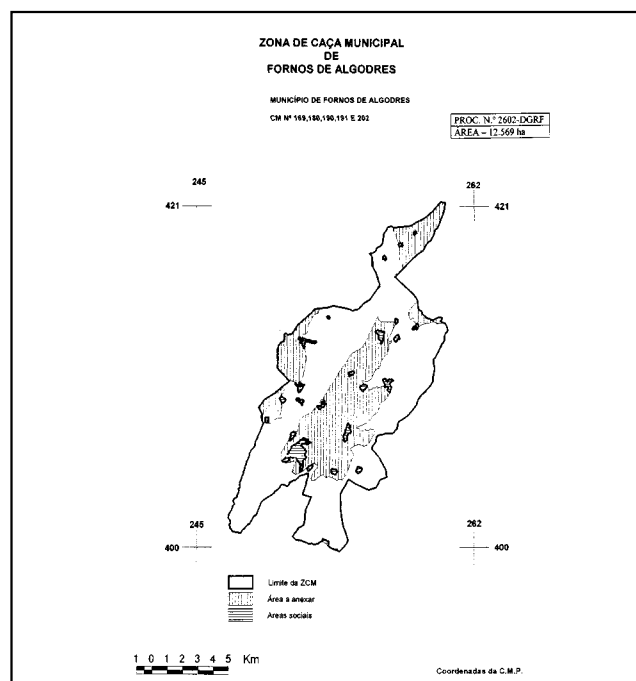 ZONA DE CAÇA MUNICIPAL
DE
FORNOS DE ALGODRES
MUNICÍPIO DE FORNOS DE ALGODRES
CM Nº 169,180,190,191 E 202
PROC. N.º 2602-DGRF
ÁREA – 12.569 ha
245
262
421
421
245
262
400
400
Limite da ZCM
Área a anexar
Areas sociais
1 0 1 2 3 4 5 Km
Coordenadas da C.M.P.